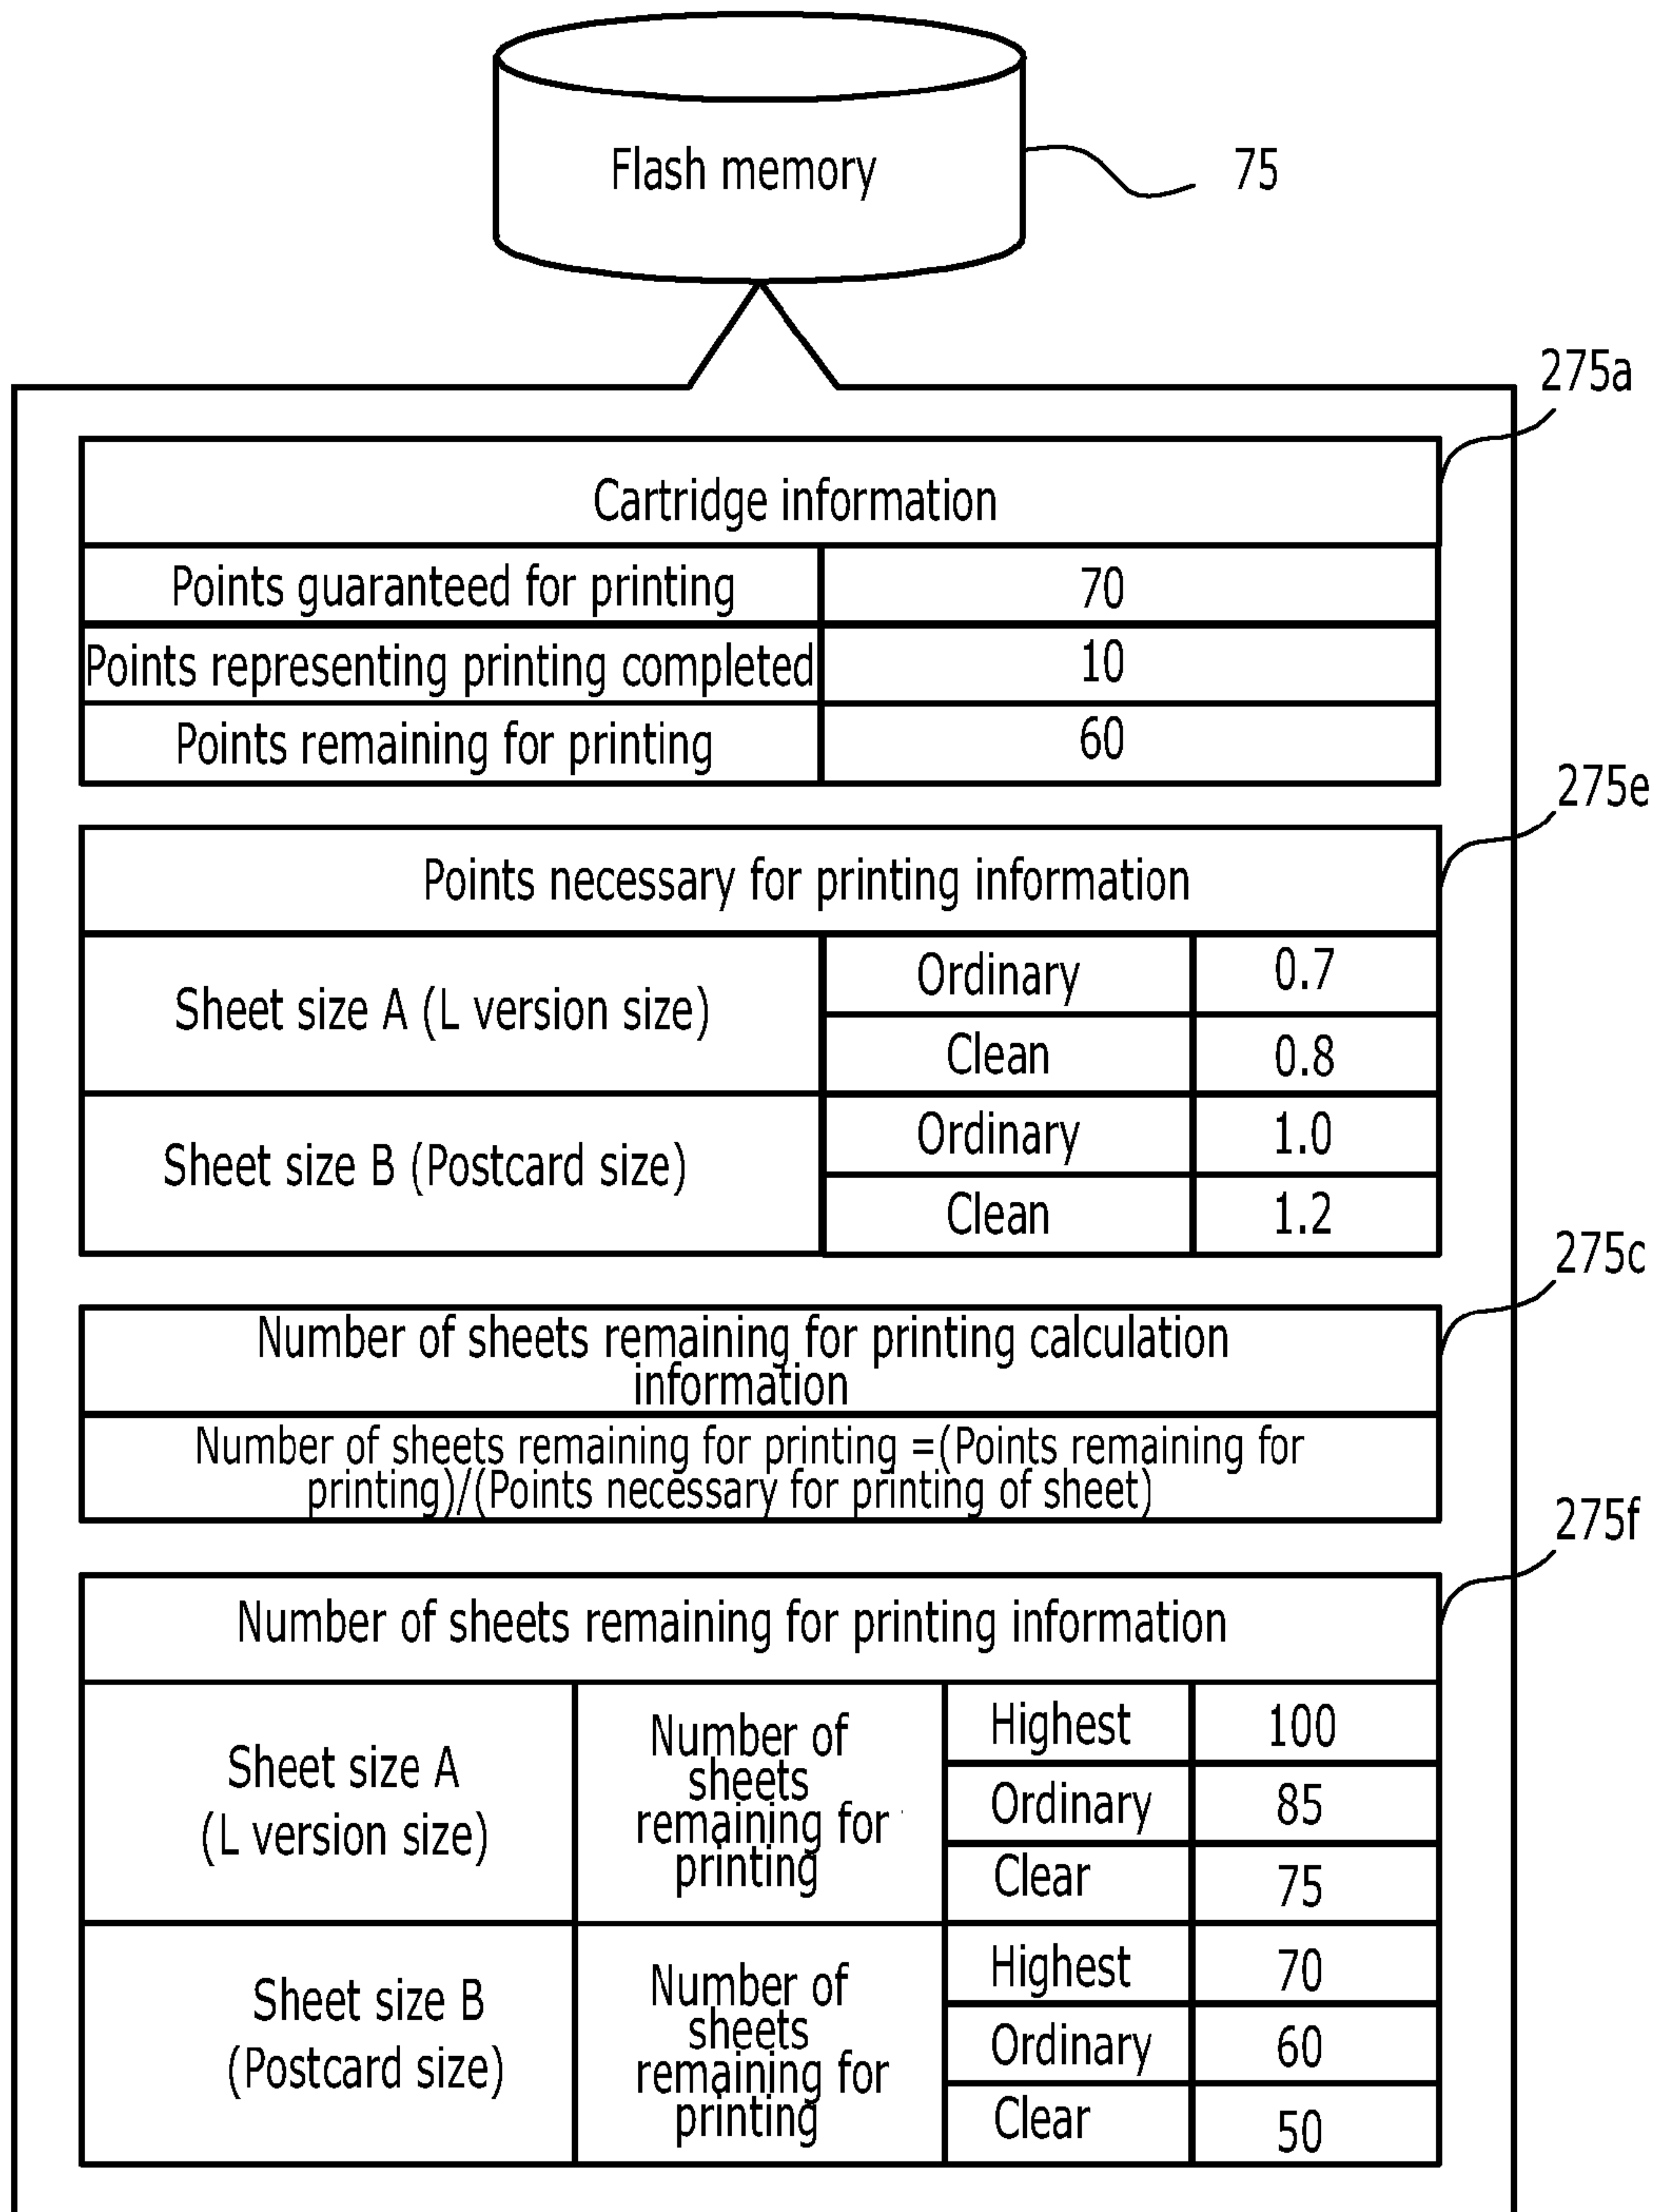 Flash memory
75
275a
Cartridge information
Points guaranteed for printing 70
Points representing printing completed 10
Points remaining for printing 60
275e
Points necessary for printing information
Sheet size A (L version size)
Ordinary 0.7
Clean 0.8
Sheet size B (Postcard size)
Ordinary 1.0
Clean 1.2
275c
Number of sheets remaining for printing calculation
information
Number of sheets remaining for printing =(Points remaining for
printing)/(Points necessary for printing of sheet)
275f
Number of sheets remaining for printing information
Sheet size A
(L version size)
Number of
sheets
remaining for
printing
Highest 100
Ordinary 85
Clear 75
Sheet size B
(Postcard size)
Number of
sheets
remaining for
printing
Highest 70
Ordinary 60
Clear 50